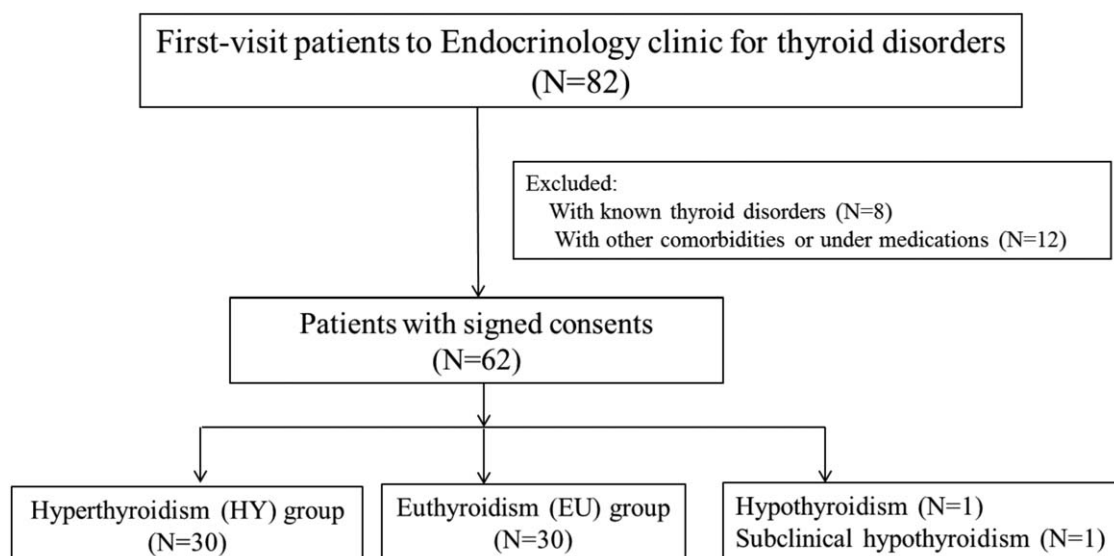 First-visit patients to Endocrinology clinic for thyroid disorders
(N=82)
Excluded:
With known thyroid disorders (N=8)
With other comorbidities or under medications (N=12)
Patients with signed consents
(N=62)
Hyperthyroidism (HY) group
(N=30)
Euthyroidism (EU) group
(N=30)
Hypothyroidism (N=1)
Subclinical hypothyroidism (N=1)